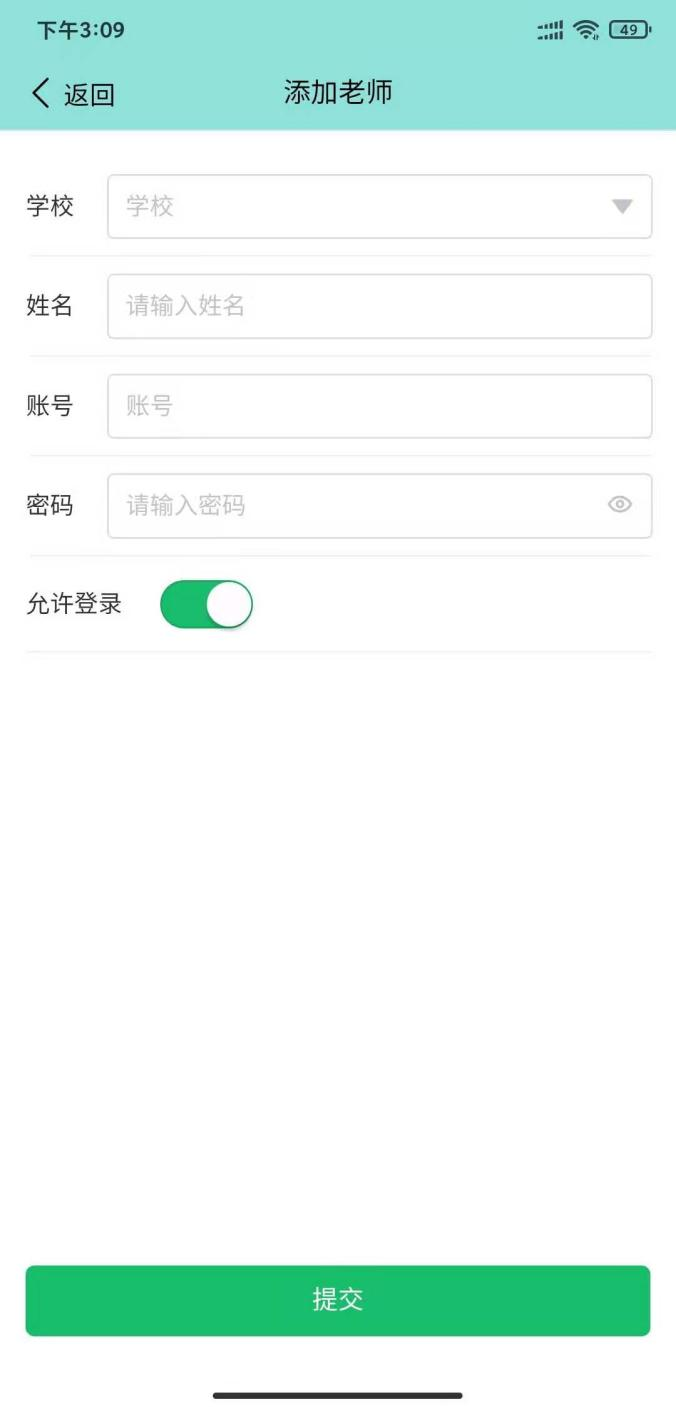 下午3:09 49
返回 添加老师
学校 学校
姓名 请输入姓名
账号 账号
密码 请输入密码
允许登录
提交